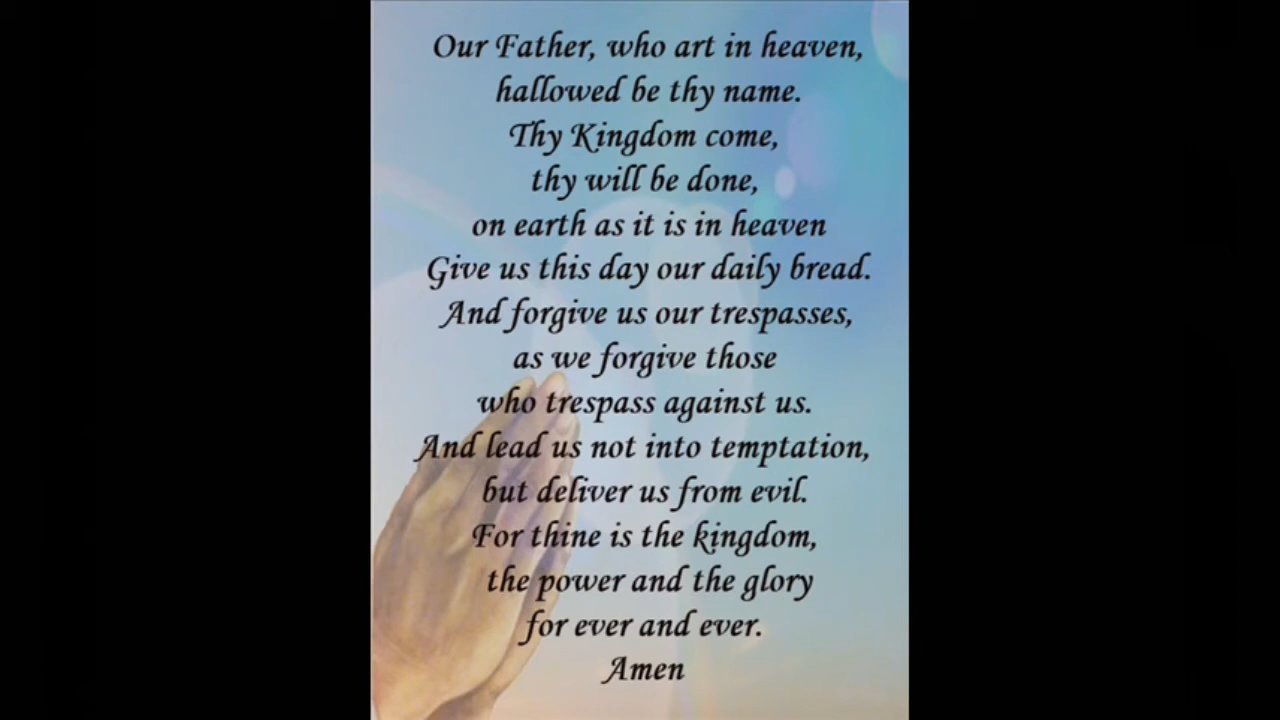 Our Father, who art in heaven,
hallowed be thy name.
Thy Kingdom come,
thy will be done,
on earth as it is in heaven
Give us this day our daily bread.
And forgive us our trespasses,
as we forgive those
who trespass against us.
And lead us not into temptation,
but deliver us from evil.
For thine is the kingdom,
the power and the glory
for ever and ever.
Amen